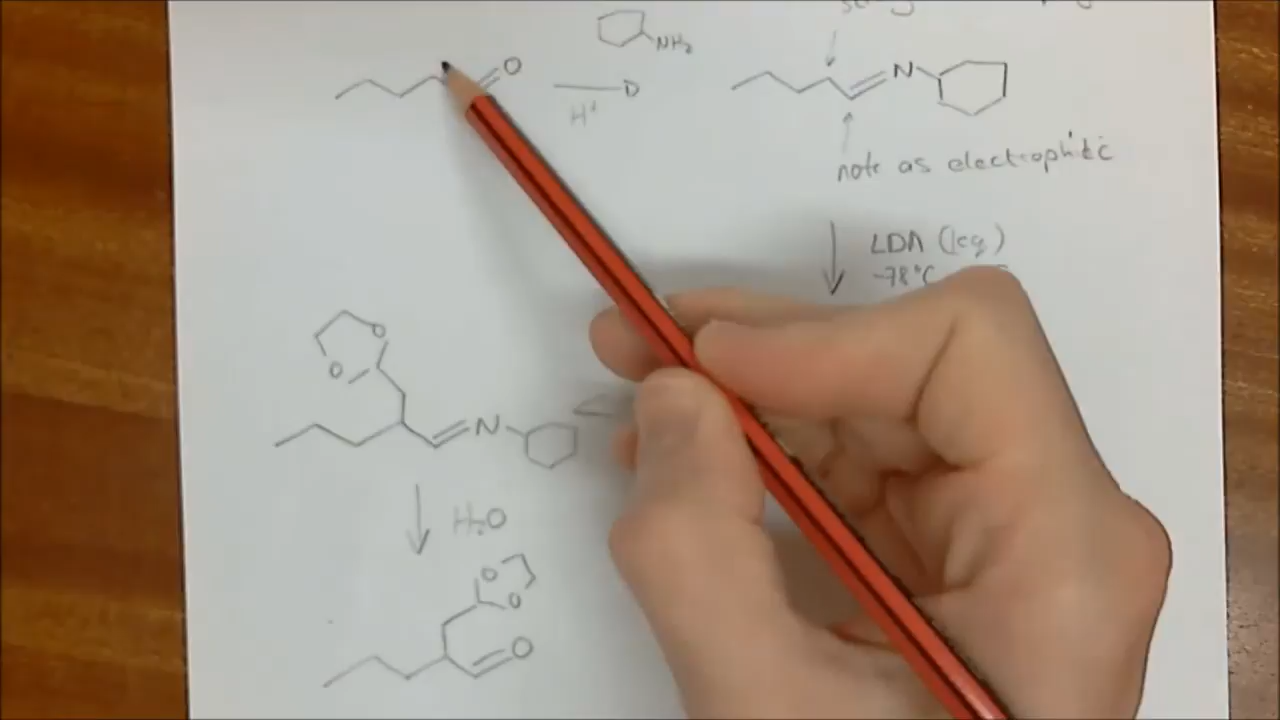 NH₂
O
H⁺
N
note as electrophilic
LDA (1eq)
-78°C
O
O
N
H₂O
O
O
O